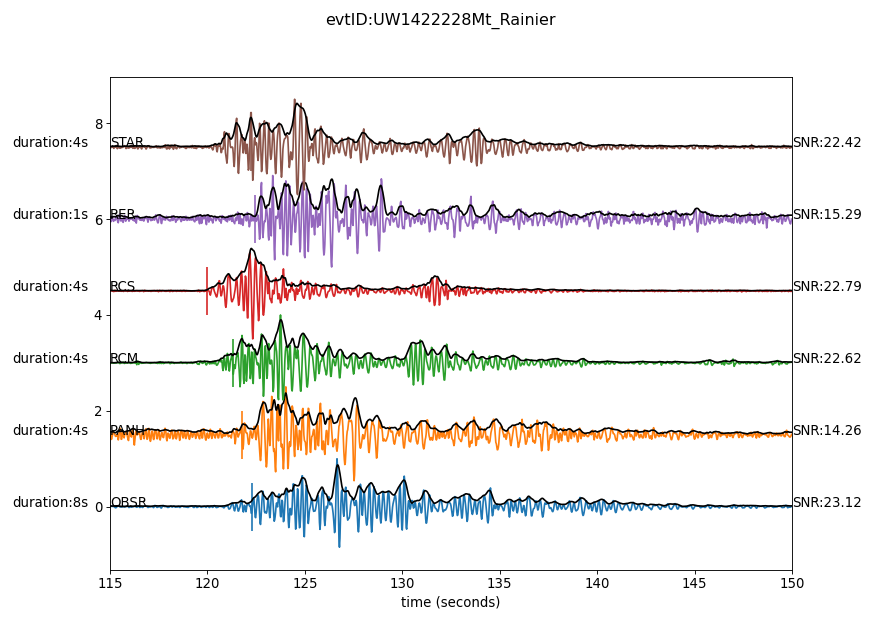 evtID:UW1422228Mt_Rainier
8
duration:4s STAR SNR:22.42
duration:1s RER SNR:15.29
6
duration:4s RCS SNR:22.79
4
duration:4s RCM SNR:22.62
2
duration:4s PANH SNR:14.26
duration:8s OBSR SNR:23.12
0
115 120 125 130 135 140 145 150
time (seconds)